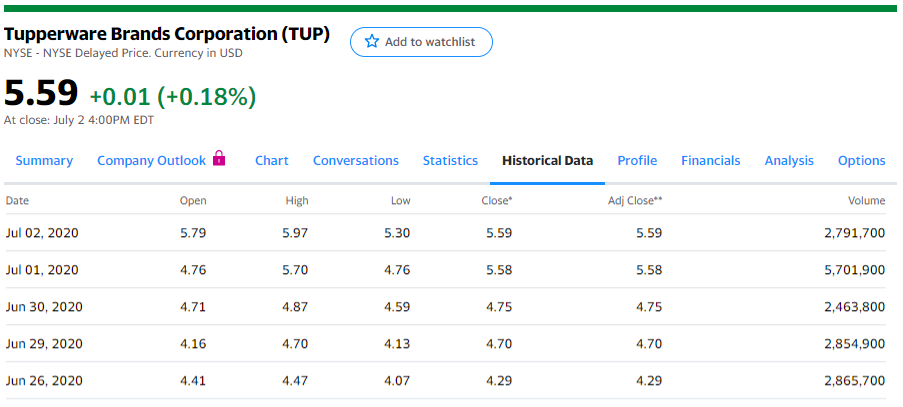 Tupperware Brands Corporation (TUP)
Add to watchlist
NYSE - NYSE Delayed Price. Currency in USD
5.59 +0.01 (+0.18%)
At close: July 2 4:00PM EDT
Summary Company Outlook Chart Conversations Statistics Historical Data Profile Financials Analysis Options
Date Open High Low Close* Adj Close** Volume
Jul 02, 2020 5.79 5.97 5.30 5.59 5.59 2,791,700
Jul 01, 2020 4.76 5.70 4.76 5.58 5.58 5,701,900
Jun 30, 2020 4.71 4.87 4.59 4.75 4.75 2,463,800
Jun 29, 2020 4.16 4.70 4.13 4.70 4.70 2,854,900
Jun 26, 2020 4.41 4.47 4.07 4.29 4.29 2,865,700